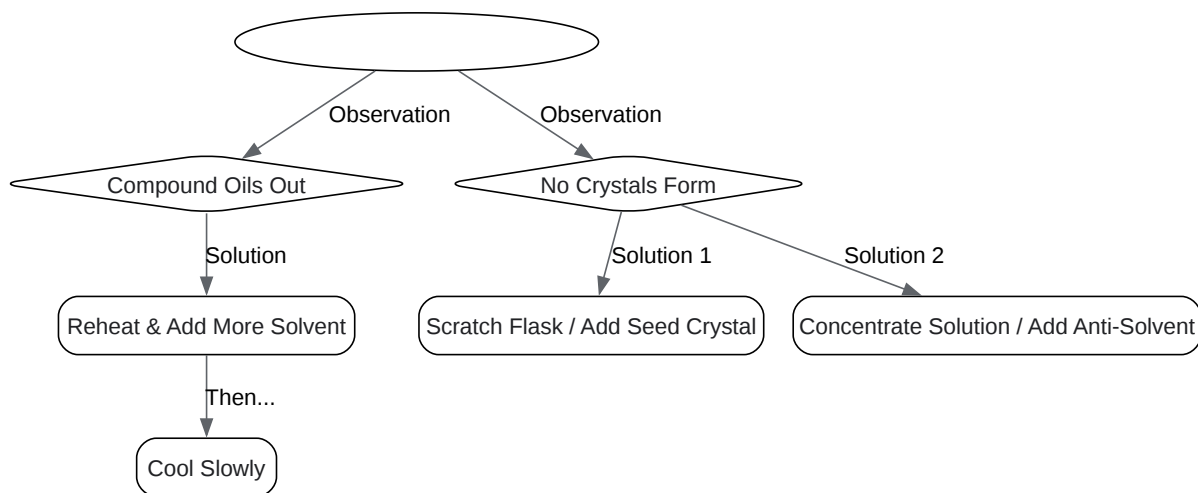 Observation
Observation
Compound Oils Out
No Crystals Form
Solution
Solution 1
Solution 2
Reheat & Add More Solvent
Scratch Flask / Add Seed Crystal
Concentrate Solution / Add Anti-Solvent
Then...
Cool Slowly